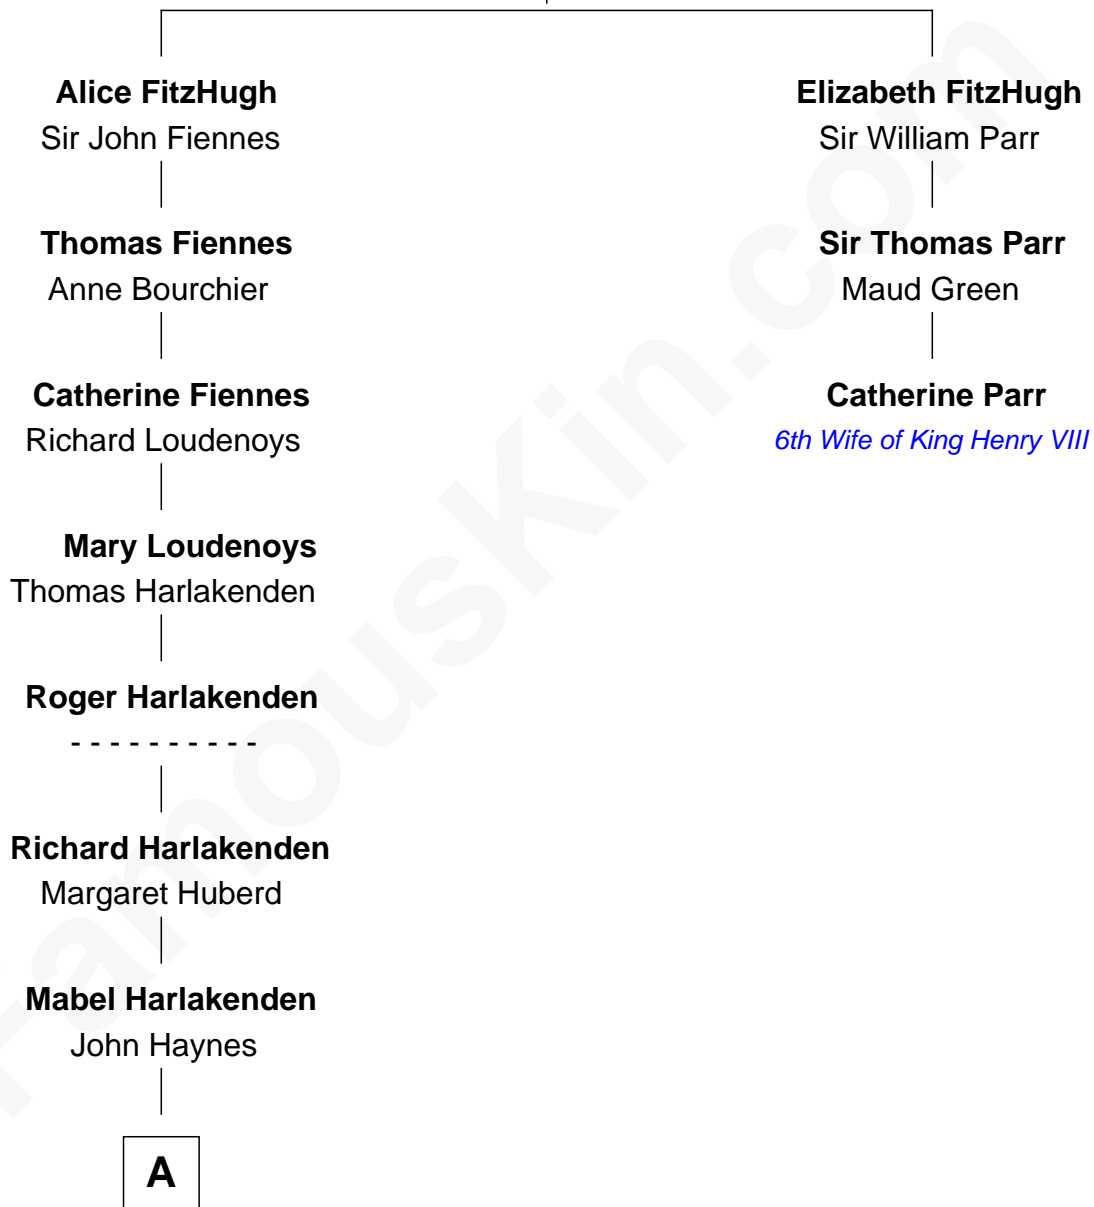 Alice FitzHugh
Sir John Fiennes
Elizabeth FitzHugh
Sir William Parr
Thomas Fiennes
Anne Bourchier
Sir Thomas Parr
Maud Green
Catherine Fiennes
Richard Loudenoys
Catherine Parr
6th Wife of King Henry VIII
Mary Loudenoys
Thomas Harlakenden
Roger Harlakenden
- - - - - - - - - -
Richard Harlakenden
Margaret Huberd
Mabel Harlakenden
John Haynes
A
FamousKin.com